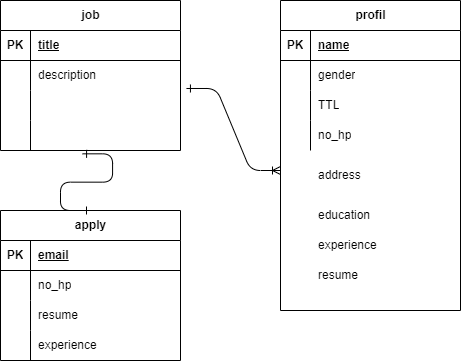 job
PK title
description
profil
PK name
gender
TTL
no_hp
address
education
experience
resume
apply
PK email
no_hp
resume
experience